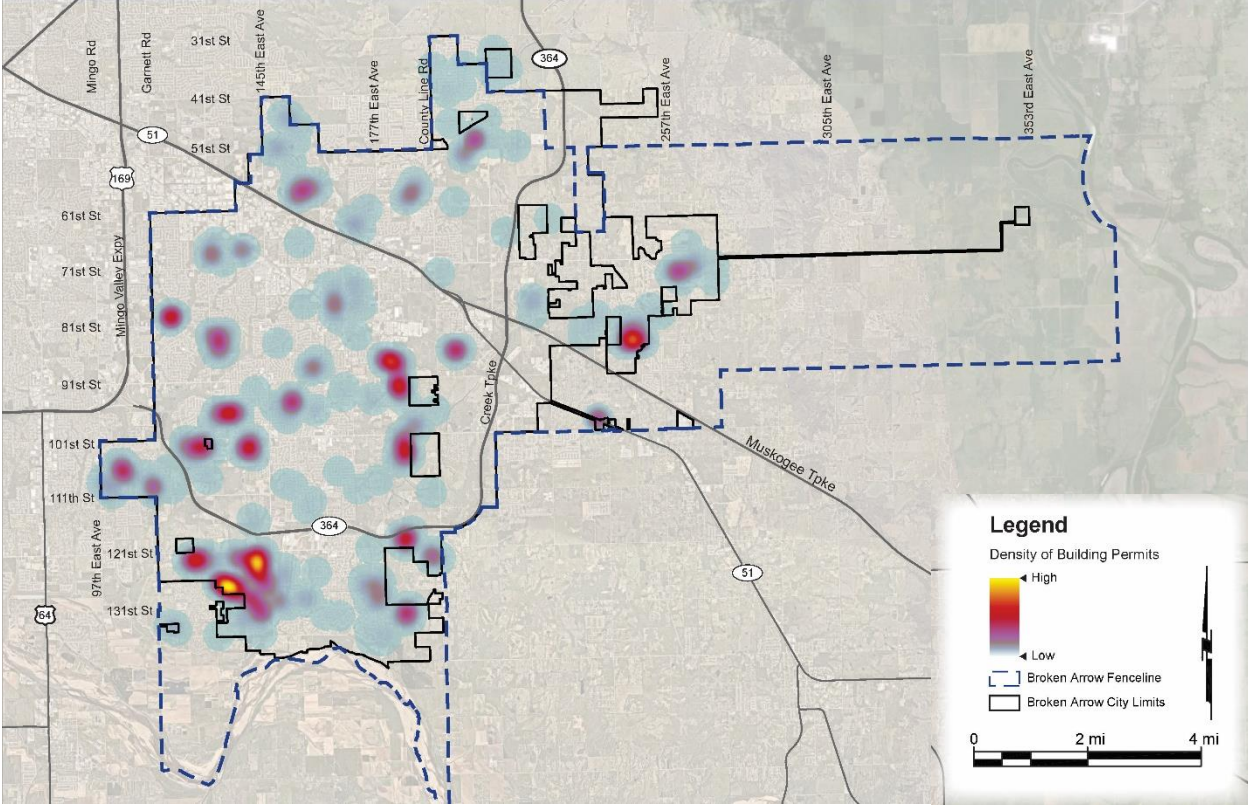 Mingo Rd
Garnett Rd
31st St
145th East Ave
41st St
177th East Ave
County Line Rd
364
257th East Ave
305th East Ave
353rd East Ave
51
51st St
169
61st St
Mingo Valley Expy
71st St
81st St
91st St
Creek Tpke
101st St
Muskogee Tpke
111th St
364
97th East Ave
121st St
51
131st St
64
Legend
Density of Building Permits
High
Low
Broken Arrow Fenceline
Broken Arrow City Limits
0 2 mi 4 mi
N